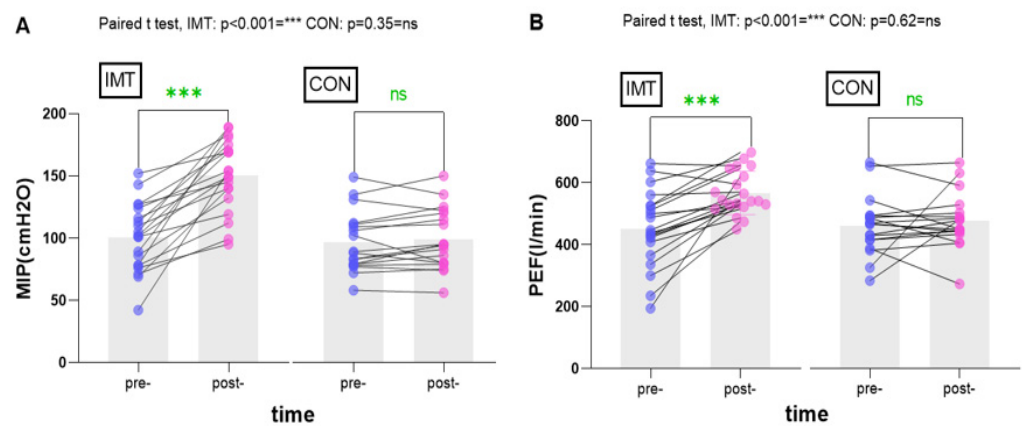 A
Paired t test, IMT: p<0.001=*** CON: p=0.35=ns
IMT
***
CON
ns
200
150
100
50
0
MIP(cmH2O)
pre-
post-
pre-
post-
time
B
Paired t test, IMT: p<0.001=*** CON: p=0.62=ns
IMT
***
CON
ns
800
600
400
200
0
PEF(l/min)
pre-
post-
pre-
post-
time